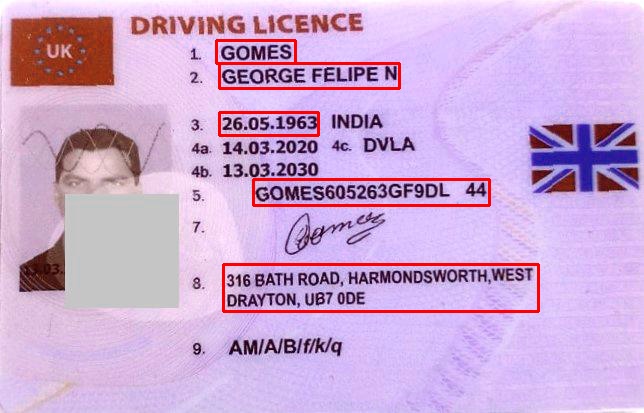 DRIVING LICENCE
UK
1. GOMES
2. GEORGE FELIPE N
3. 26.05.1963 INDIA
4a. 14.03.2020 4c. DVLA
4b. 13.03.2030
5. GOMES605263GF9DL 44
7. Gomes
13.03.
8. 316 BATH ROAD, HARMONDSWORTH,WEST
DRAYTON, UB7 0DE
9. AM/A/B/f/k/q